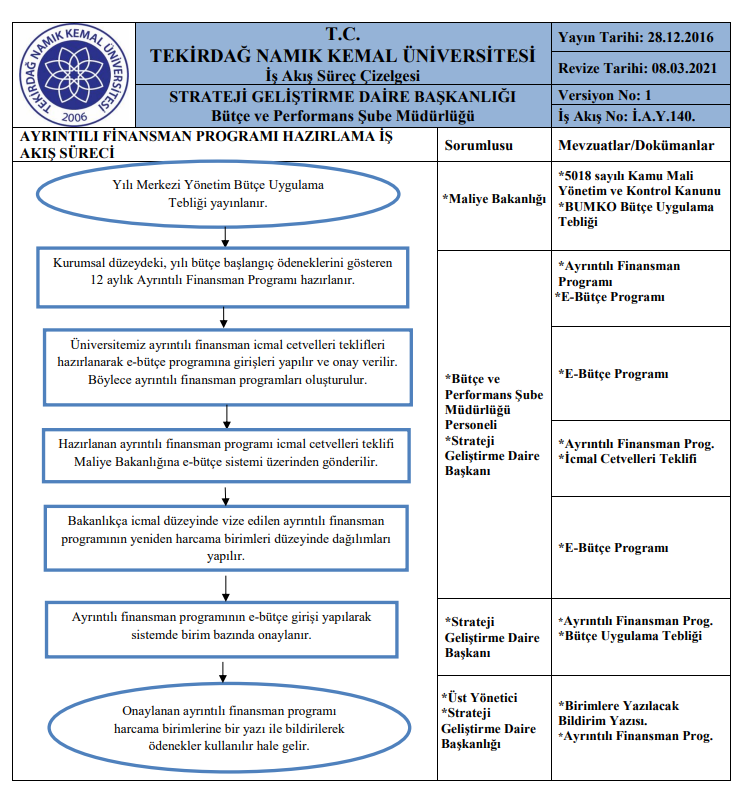 TEKİRDAĞ NAMIK KEMAL ÜNİVERSİTESİ
2006
T.C.
TEKİRDAĞ NAMIK KEMAL ÜNİVERSİTESİ
İş Akış Süreç Çizelgesi
STRATEJİ GELİŞTİRME DAİRE BAŞKANLIĞI
Bütçe ve Performans Şube Müdürlüğü
Yayın Tarihi: 28.12.2016
Revize Tarihi: 08.03.2021
Versiyon No: 1
İş Akış No: İ.A.Y.140.
AYRINTILI FİNANSMAN PROGRAMI HAZIRLAMA İŞ
AKIŞ SÜRECİ
Sorumlusu
Mevzuatlar/Dokümanlar
Yılı Merkezi Yönetim Bütçe Uygulama
Tebliği yayınlanır.
*Maliye Bakanlığı
*5018 sayılı Kamu Mali
Yönetim ve Kontrol Kanunu
*BUMKO Bütçe Uygulama
Tebliği
Kurumsal düzeydeki, yılı bütçe başlangıç ödeneklerini gösteren
12 aylık Ayrıntılı Finansman Programı hazırlanır.
*Ayrıntılı Finansman
Programı
*E-Bütçe Programı
Üniversitemiz ayrıntılı finansman icmal cetvelleri teklifleri
hazırlanarak e-bütçe programına girişleri yapılır ve onay verilir.
Böylece ayrıntılı finansman programları oluşturulur.
*Bütçe ve
Performans Şube
Müdürlüğü
Personeli
*Strateji
Geliştirme Daire
Başkanı
*E-Bütçe Programı
Hazırlanan ayrıntılı finansman programı icmal cetvelleri teklifi
Maliye Bakanlığına e-bütçe sistemi üzerinden gönderilir.
*Ayrıntılı Finansman Prog.
*İcmal Cetvelleri Teklifi
Bakanlıkça icmal düzeyinde vize edilen ayrıntılı finansman
programının yeniden harcama birimleri düzeyinde dağılımları
yapılır.
*E-Bütçe Programı
Ayrıntılı finansman programının e-bütçe girişi yapılarak
sistemde birim bazında onaylanır.
*Strateji
Geliştirme Daire
Başkanı
*Ayrıntılı Finansman Prog.
*Bütçe Uygulama Tebliği
Onaylanan ayrıntılı finansman programı
harcama birimlerine bir yazı ile bildirilerek
ödenekler kullanılır hale gelir.
*Üst Yönetici
*Strateji
Geliştirme Daire
Başkanlığı
*Birimlere Yazılacak
Bildirim Yazısı.
*Ayrıntılı Finansman Prog.